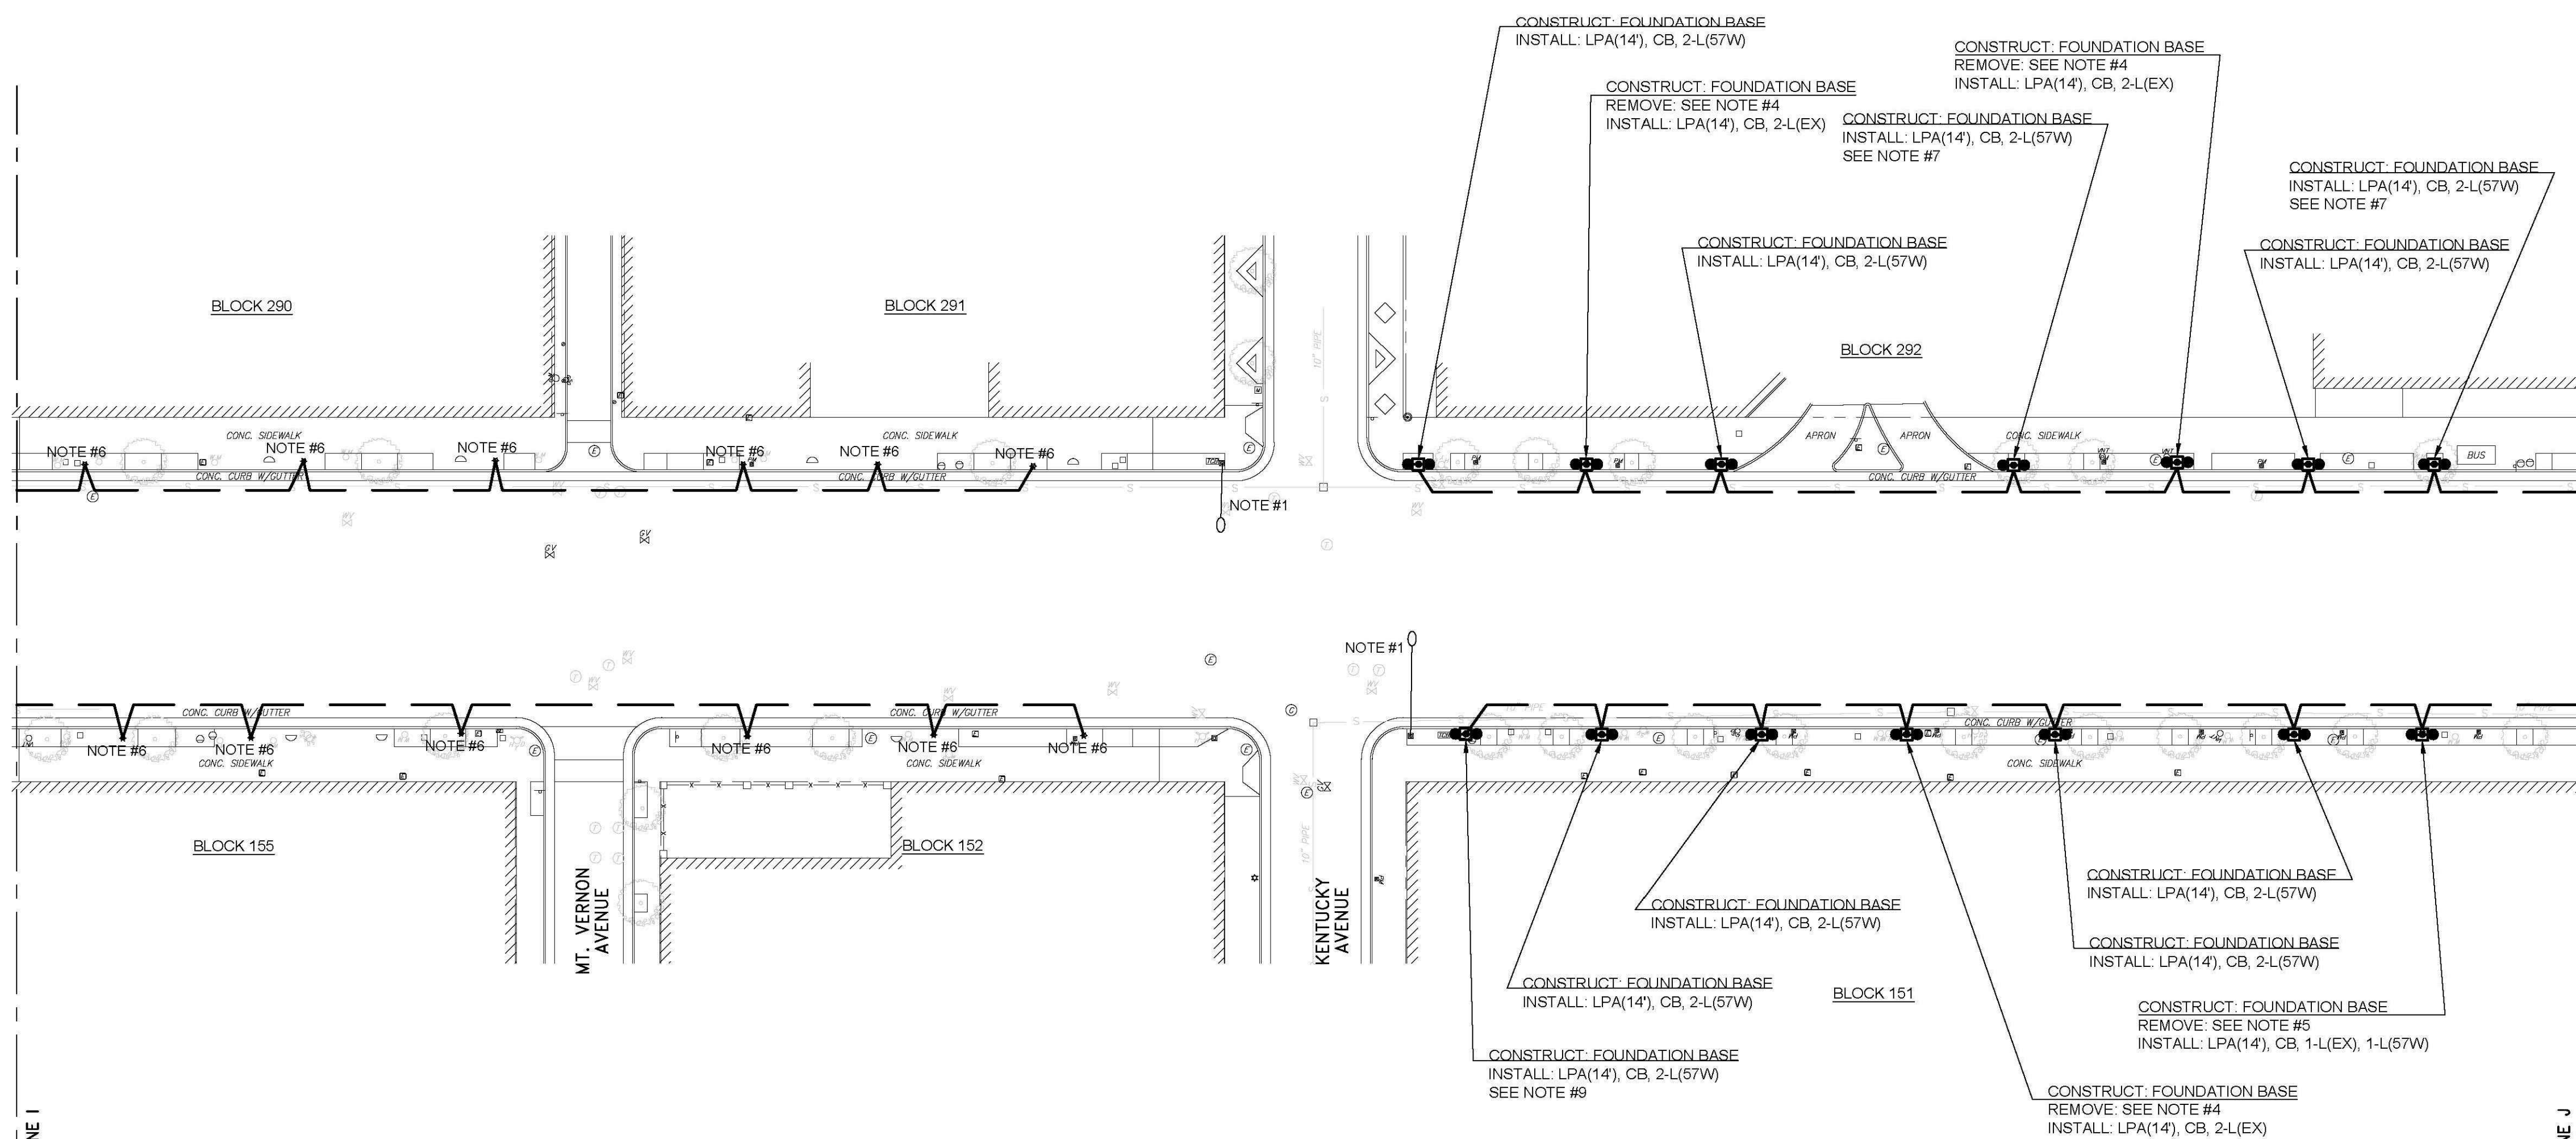 CONSTRUCT: FOUNDATION BASE
INSTALL: LPA(14'), CB, 2-L(57W)
CONSTRUCT: FOUNDATION BASE
REMOVE: SEE NOTE #4
INSTALL: LPA(14'), CB, 2-L(EX)
CONSTRUCT: FOUNDATION BASE
REMOVE: SEE NOTE #4
INSTALL: LPA(14'), CB, 2-L(EX)
CONSTRUCT: FOUNDATION BASE
INSTALL: LPA(14'), CB, 2-L(57W)
SEE NOTE #7
CONSTRUCT: FOUNDATION BASE
INSTALL: LPA(14'), CB, 2-L(57W)
SEE NOTE #7
CONSTRUCT: FOUNDATION BASE
INSTALL: LPA(14'), CB, 2-L(57W)
CONSTRUCT: FOUNDATION BASE
INSTALL: LPA(14'), CB, 2-L(57W)
BLOCK 290
BLOCK 291
BLOCK 292
10" PIPE
CONC. SIDEWALK
CONC. SIDEWALK
APRON
APRON
CONC. SIDEWALK
BUS
NOTE #6
NOTE #6
NOTE #6
NOTE #6
NOTE #6
NOTE #6
CONC. CURB W/GUTTER
CONC. CURB W/GUTTER
CONC. CURB W/GUTTER
NOTE #1
GV
GV
NOTE #1
CONC. CURB W/GUTTER
CONC. CURB W/GUTTER
10" PIPE
CONC. CURB W/GUTTER
NOTE #6
NOTE #6
NOTE #6
NOTE #6
NOTE #6
NOTE #6
CONC. SIDEWALK
CONC. SIDEWALK
CONC. SIDEWALK
GV
10" PIPE
BLOCK 155
BLOCK 152
MT. VERNON
AVENUE
KENTUCKY
AVENUE
CONSTRUCT: FOUNDATION BASE
INSTALL: LPA(14'), CB, 2-L(57W)
CONSTRUCT: FOUNDATION BASE
INSTALL: LPA(14'), CB, 2-L(57W)
CONSTRUCT: FOUNDATION BASE
INSTALL: LPA(14'), CB, 2-L(57W)
CONSTRUCT: FOUNDATION BASE
INSTALL: LPA(14'), CB, 2-L(57W)
BLOCK 151
CONSTRUCT: FOUNDATION BASE
REMOVE: SEE NOTE #5
INSTALL: LPA(14'), CB, 1-L(EX), 1-L(57W)
CONSTRUCT: FOUNDATION BASE
INSTALL: LPA(14'), CB, 2-L(57W)
SEE NOTE #9
CONSTRUCT: FOUNDATION BASE
REMOVE: SEE NOTE #4
INSTALL: LPA(14'), CB, 2-L(EX)
NE I
NE J